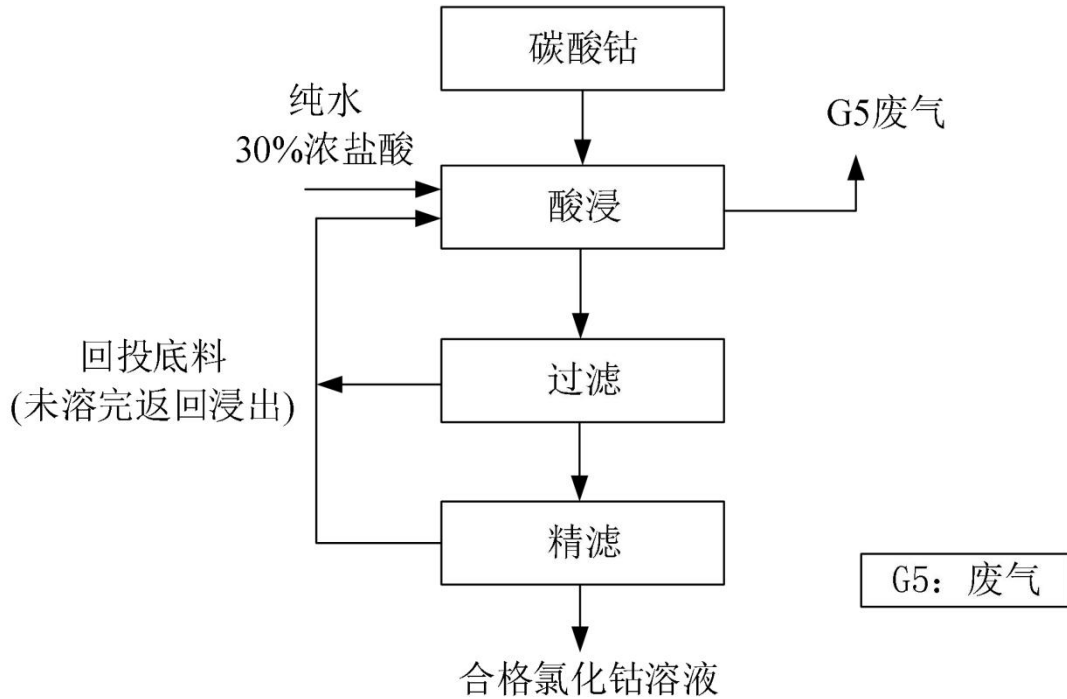 碳酸钴
纯水
30%浓盐酸
G5废气
酸浸
回投底料
(未溶完返回浸出)
过滤
精滤
G5: 废气
合格氯化钴溶液